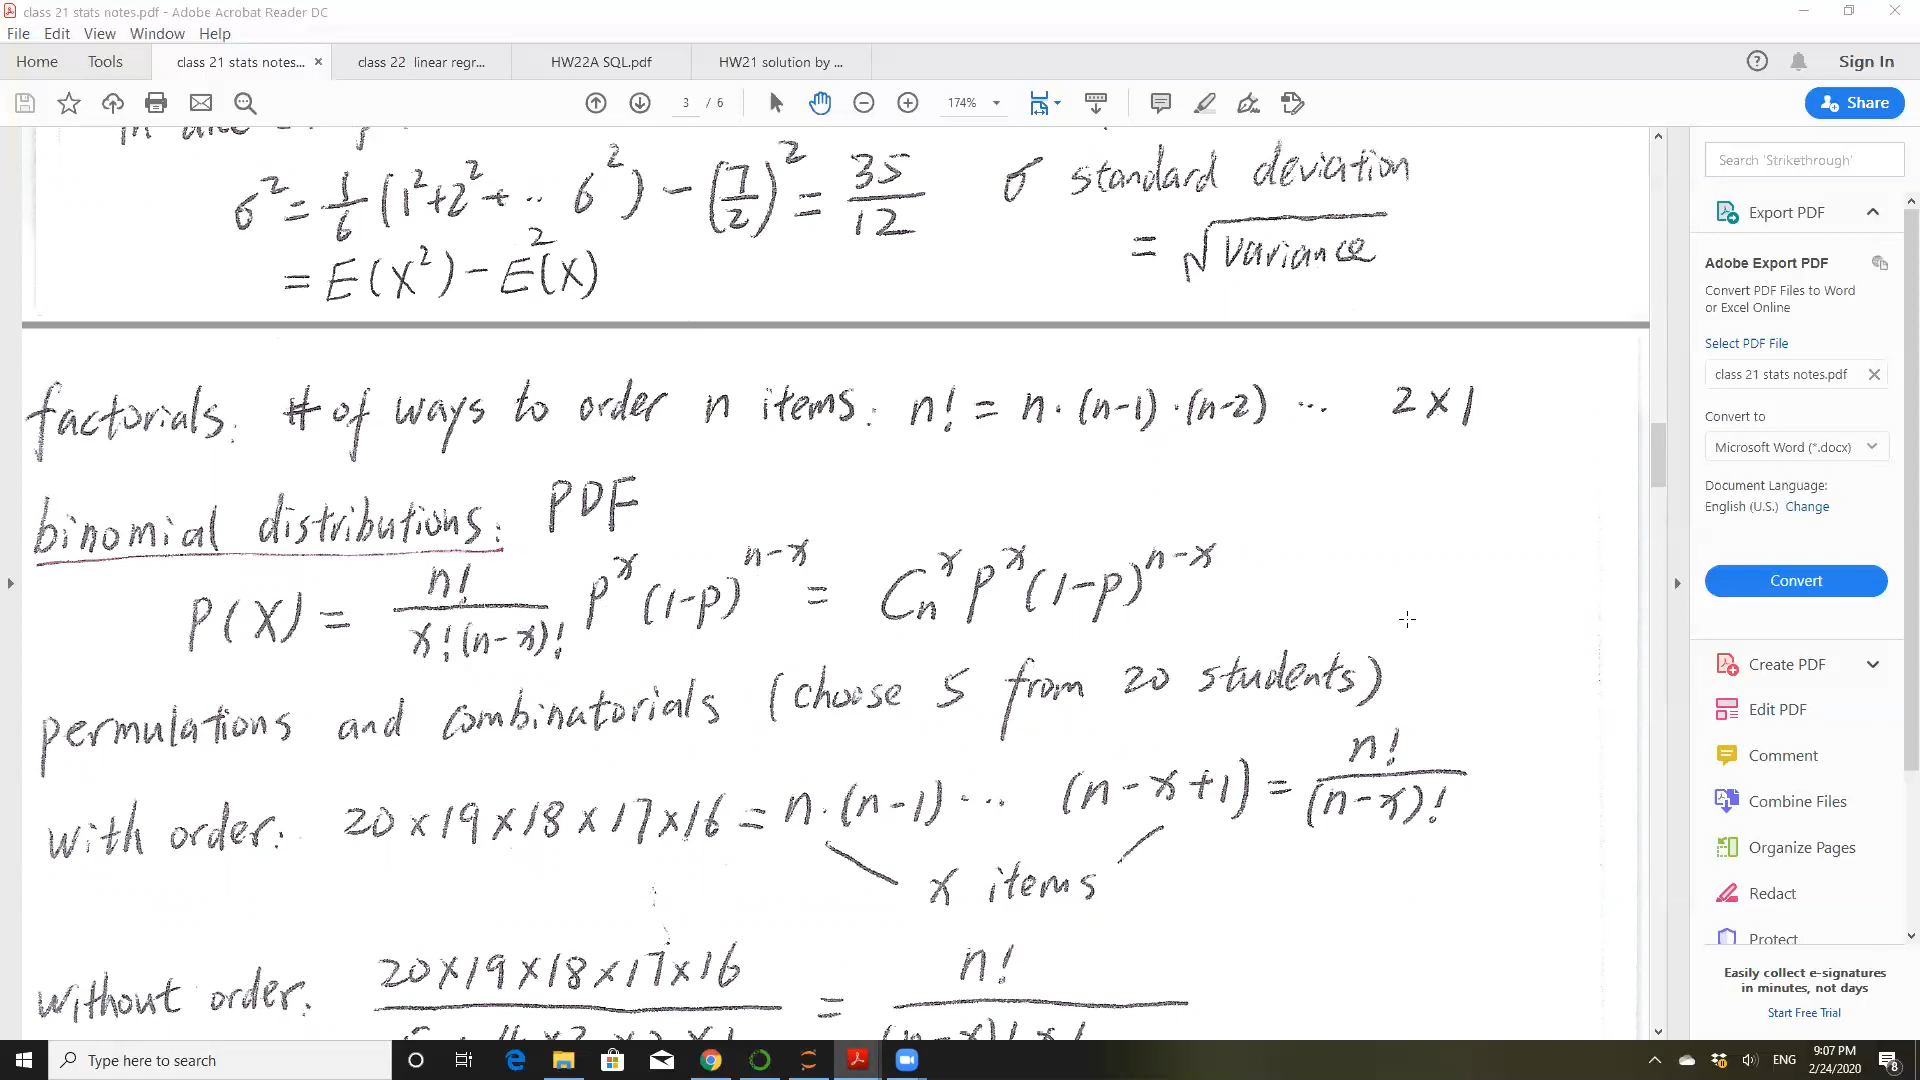 class 21 stats notes.pdf - Adobe Acrobat Reader DC
File Edit View Window Help
Home Tools class 21 stats notes... × class 22 linear regr... HW22A SQL.pdf HW21 solution by ... Sign In
3 / 6 174% Share
σ² = 1/6 (1²+2²+ .. 6²) - (7/2)² = 35/12 σ standard deviation
= E(X²) - E²(X) = √variance
factorials: # of ways to order n items: n! = n·(n-1)·(n-2) ... 2×1
binomial distributions: PDF
P(X) = n!/x!(n-x)! p^x (1-p)^n-x = C_n^x p^x (1-p)^n-x
permulations and combinatorials (choose 5 from 20 students)
with order: 20×19×18×17×16 = n·(n-1) ... (n-x+1) = n!/(n-x)!
x items
without order: 20×19×18×17×16 = n!
Search 'Strikethrough'
Export PDF
Adobe Export PDF
Convert PDF Files to Word
or Excel Online
Select PDF File
class 21 stats notes.pdf ×
Convert to
Microsoft Word (*.docx)
Document Language:
English (U.S.) Change
Convert
Create PDF
Edit PDF
Comment
Combine Files
Organize Pages
Redact
Protect
Easily collect e-signatures
in minutes, not days
Start Free Trial
Type here to search
ENG
9:07 PM
2/24/2020
8